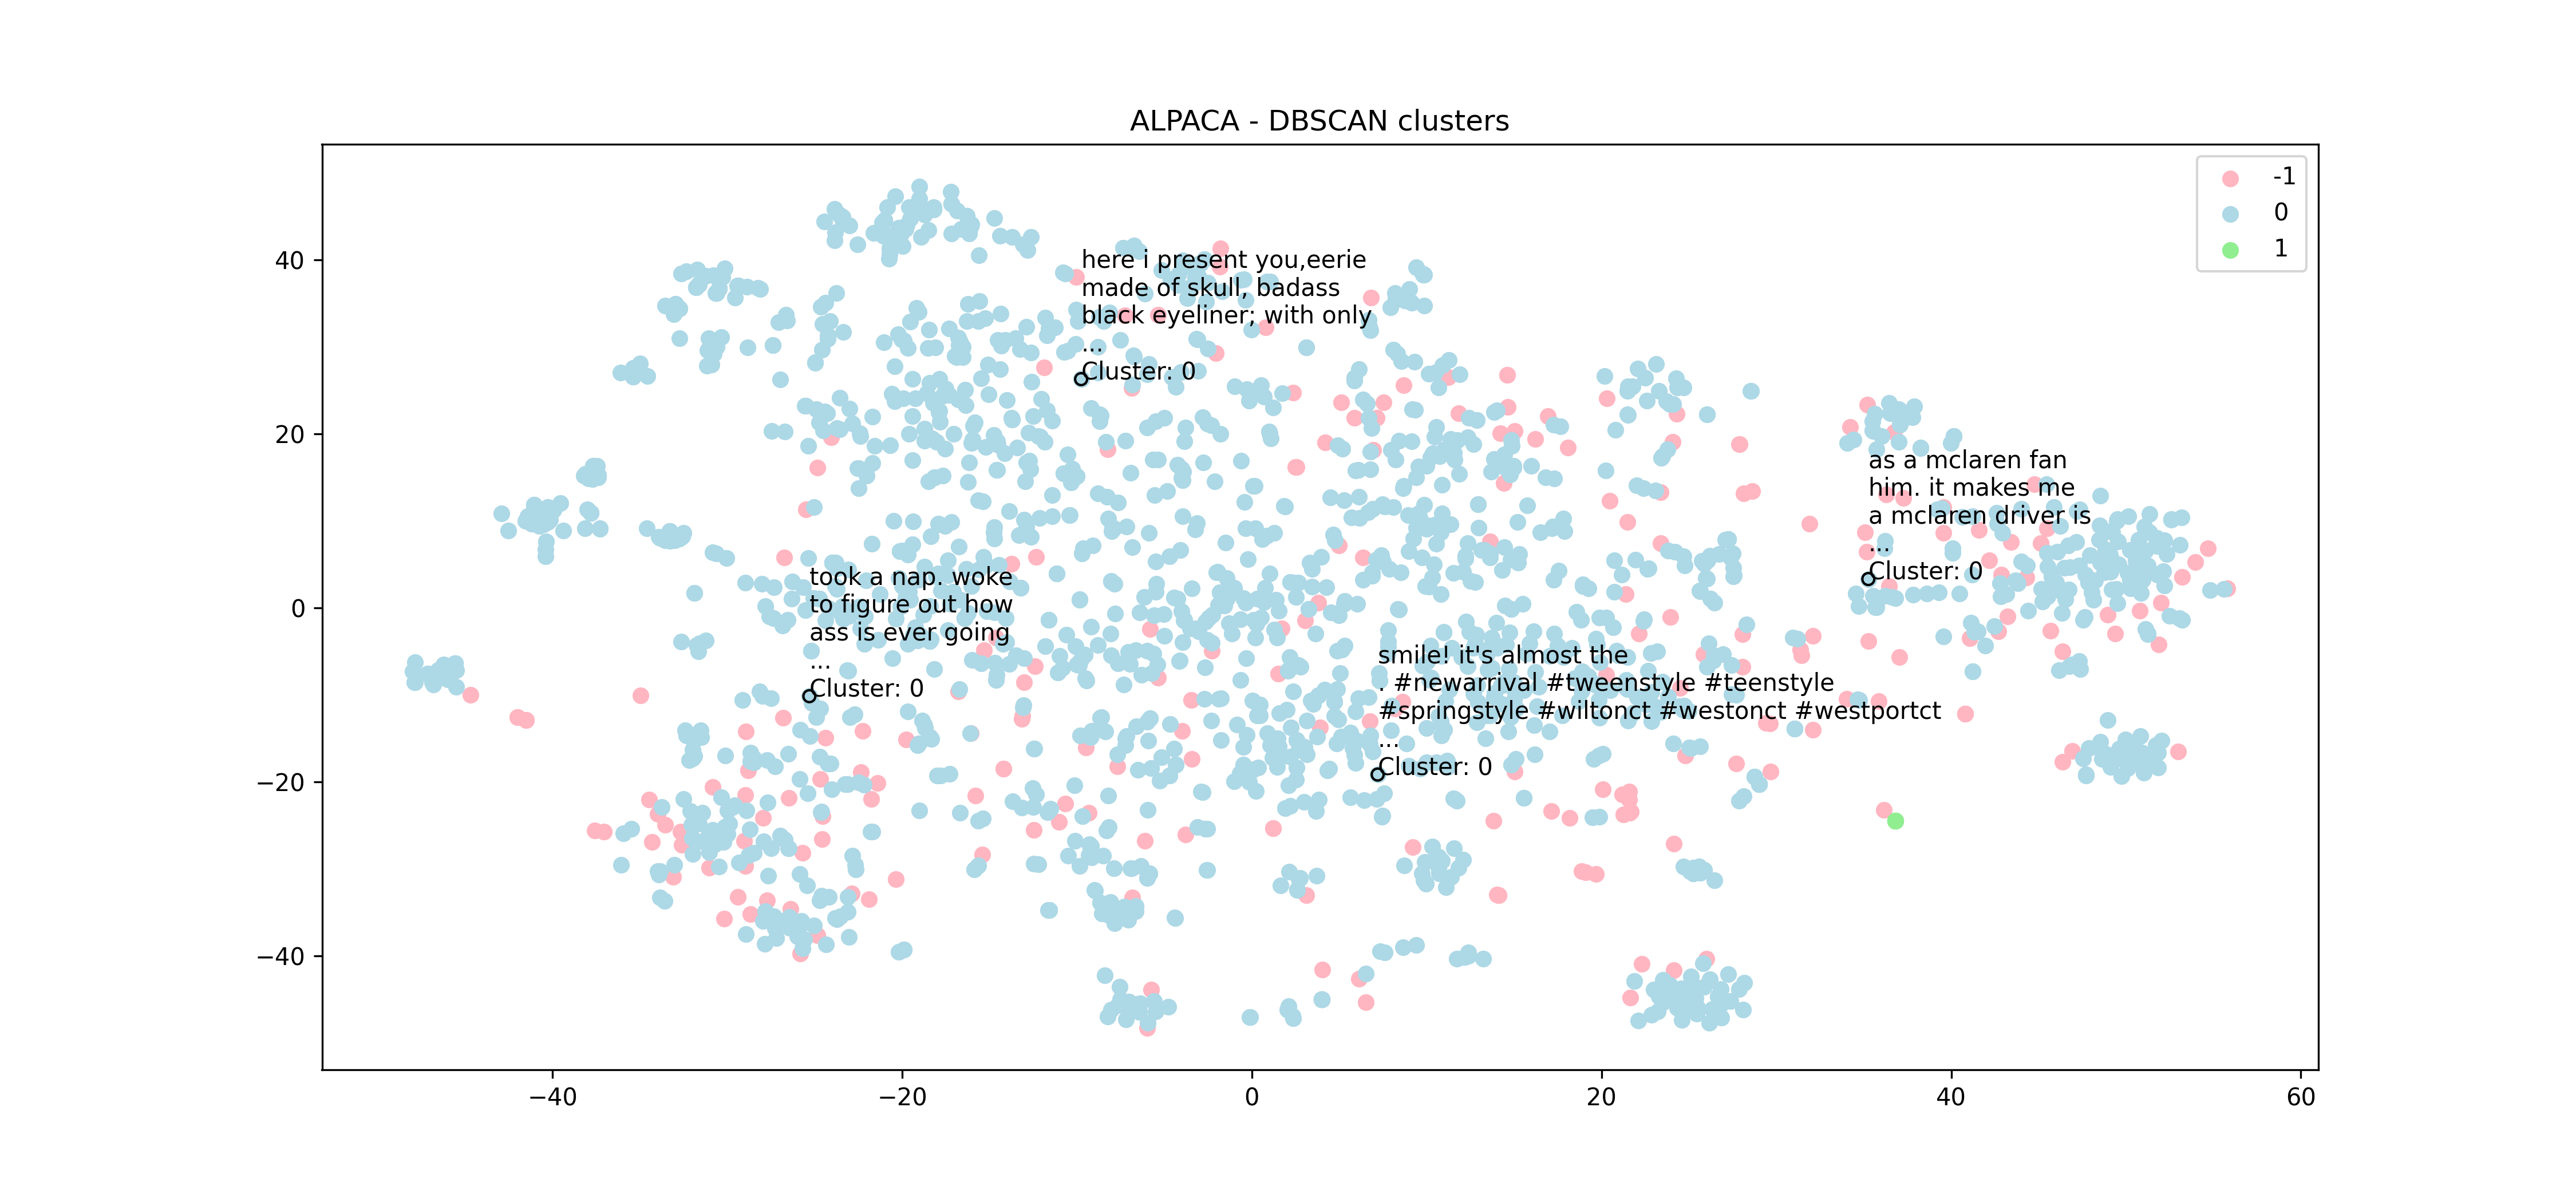 ALPACA - DBSCAN clusters
-1
0
1
40
20
0
−20
−40
here i present you,eerie
made of skull, badass
black eyeliner; with only
...
Cluster: 0
as a mclaren fan
him. it makes me
a mclaren driver is
...
Cluster: 0
took a nap. woke
to figure out how
ass is ever going
...
Cluster: 0
smile! it's almost the
. #newarrival #tweenstyle #teenstyle
#springstyle #wiltonct #westonct #westportct
...
Cluster: 0
−40
−20
0
20
40
60